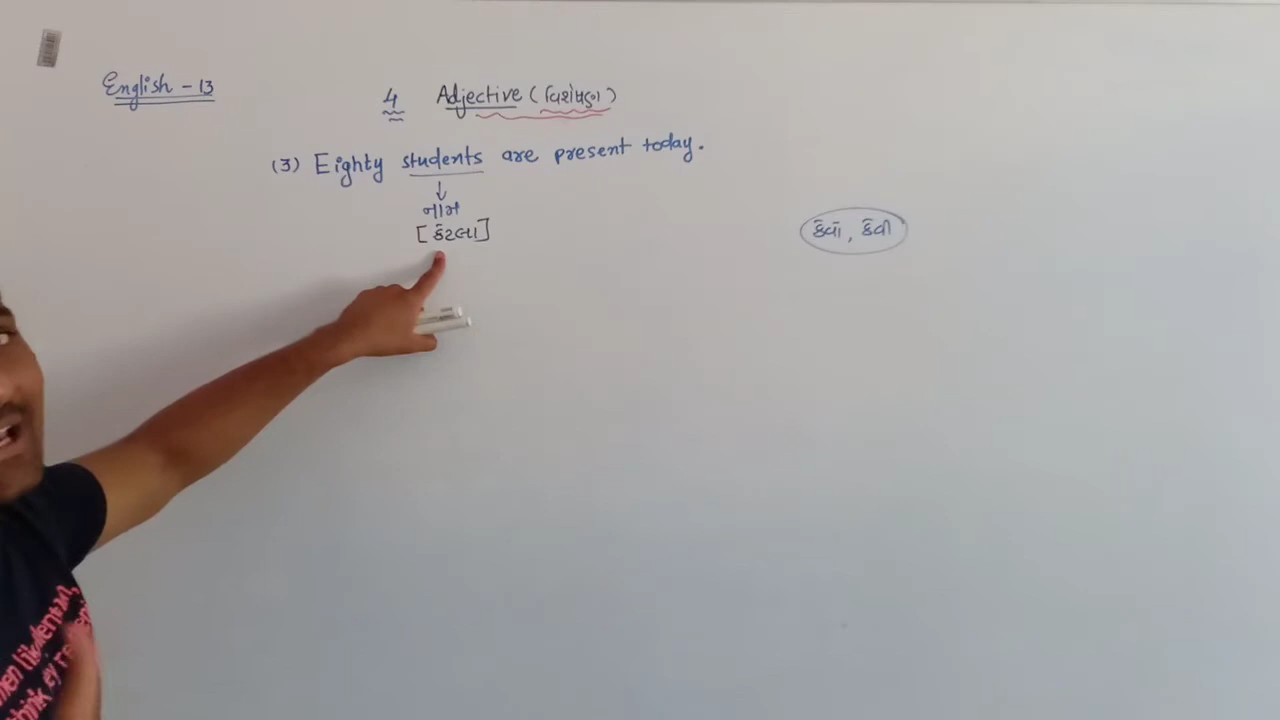 English - 13
4 Adjective (વિશેષણ)
(3) Eighty students are present today.
↓
નામ
[કેટલા]
કેવો, કેવી